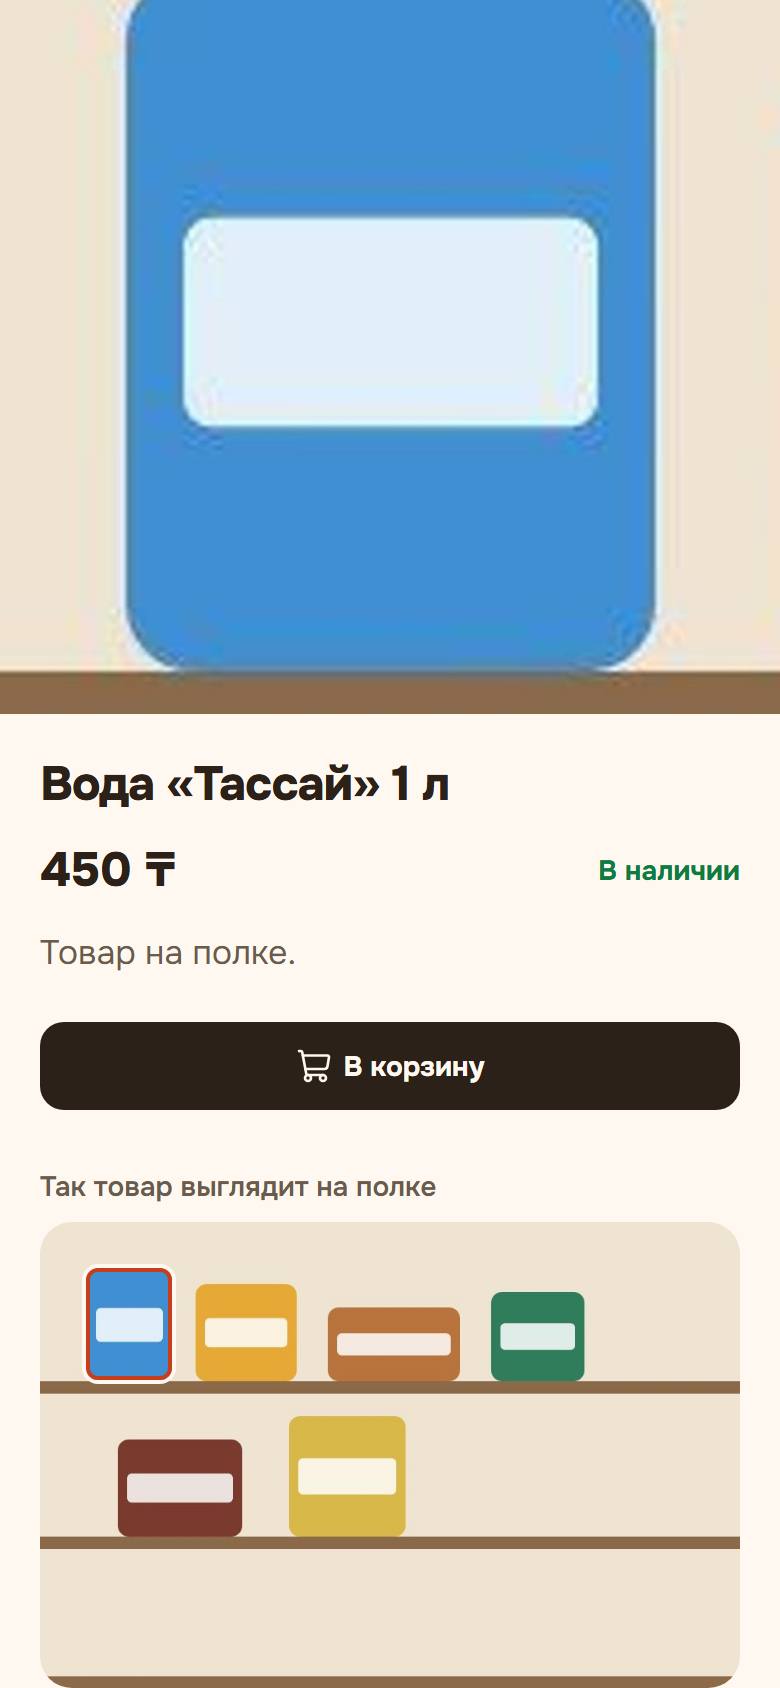 Вода «Тассай» 1 л
450 ₸
В наличии
Товар на полке.
В корзину
Так товар выглядит на полке